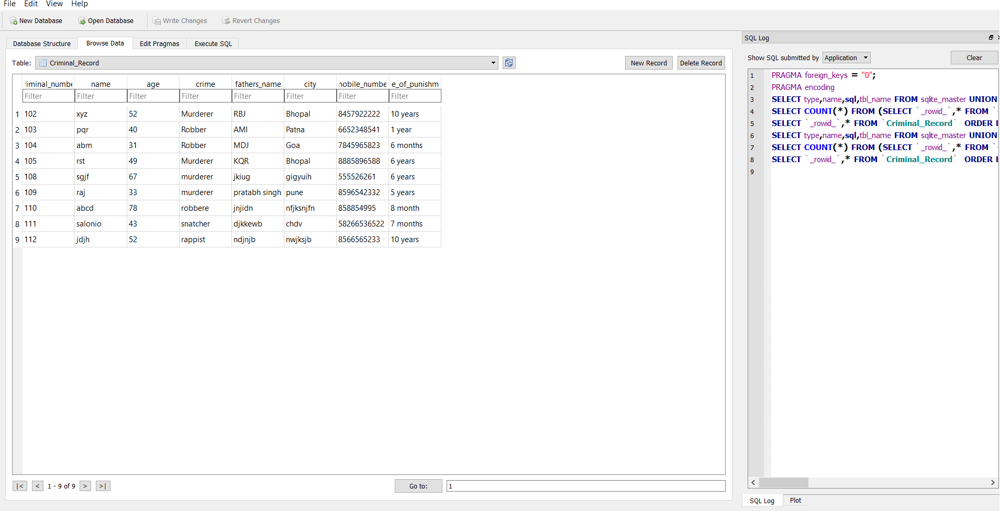 File Edit View Help
New Database Open Database Write Changes Revert Changes
Database Structure Browse Data Edit Pragmas Execute SQL
Table: Criminal_Record New Record Delete Record
riminal_numbe name age crime fathers_name city nobile_numbe e_of_punishm
Filter Filter Filter Filter Filter Filter Filter Filter
1 102 xyz 52 Murderer RBJ Bhopal 8457922222 10 years
2 103 pqr 40 Robber AMI Patna 6652348541 1 year
3 104 abm 31 Robber MDJ Goa 7845965823 6 months
4 105 rst 49 Murderer KQR Bhopal 8885896588 6 years
5 108 sgjf 67 murderer jkiug gigyuih 555526261 6 years
6 109 raj 33 murderer pratabh singh pune 8596542332 5 years
7 110 abcd 78 robbere jnjidn nfjksnjfn 858854995 8 month
8 111 salonio 43 snatcher djkkewb chdv 58266536522 7 months
9 112 jdjh 52 rappist ndjnjb nwjksjb 8566565233 10 years
|< < 1 - 9 of 9 > >| Go to: 1
SQL Log
Show SQL submitted by Application Clear
1 PRAGMA foreign_keys = "0";
2 PRAGMA encoding
3 SELECT type,name,sql,tbl_name FROM sqlite_master UNION
4 SELECT COUNT(*) FROM (SELECT `_rowid_`,* FROM `
5 SELECT `_rowid_`,* FROM `Criminal_Record` ORDER
6 SELECT type,name,sql,tbl_name FROM sqlite_master UNION
7 SELECT COUNT(*) FROM (SELECT `_rowid_`,* FROM `
8 SELECT `_rowid_`,* FROM `Criminal_Record` ORDER
9
SQL Log Plot